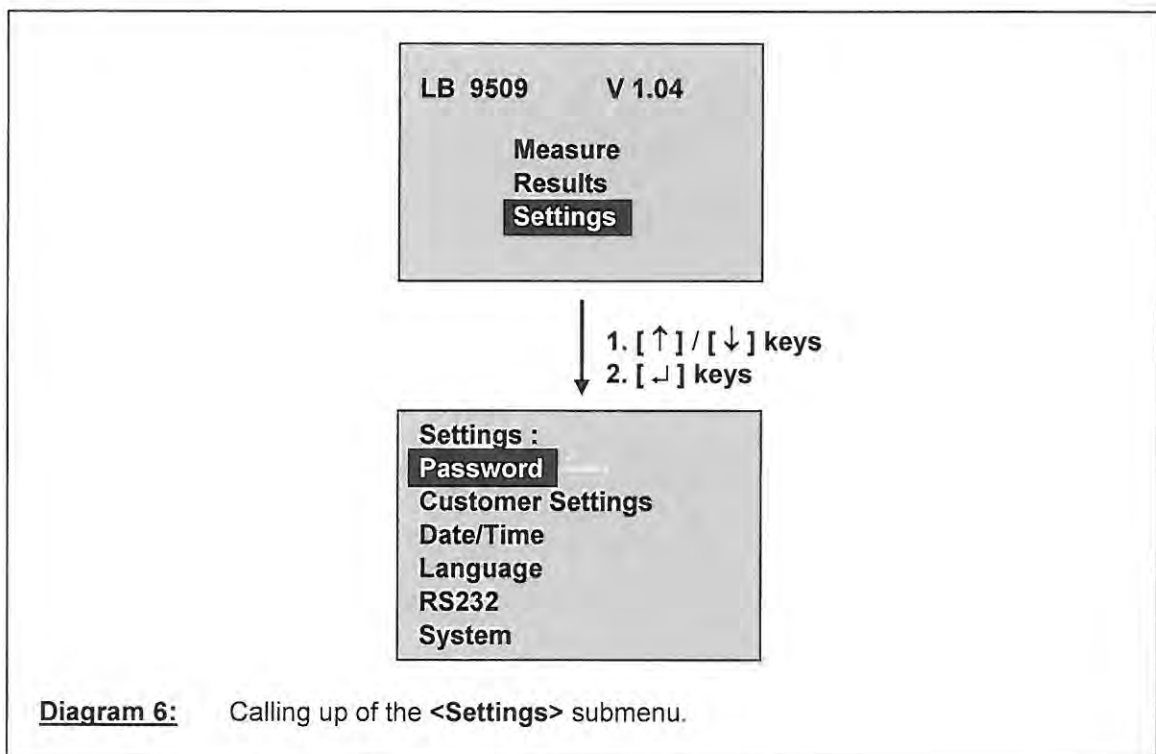 LB 9509 V 1.04
Measure
Results
Settings
1. [ ↑ ] / [ ↓ ] keys
2. [ ↵ ] keys
Settings :
Password
Customer Settings
Date/Time
Language
RS232
System
Diagram 6: Calling up of the <Settings> submenu.